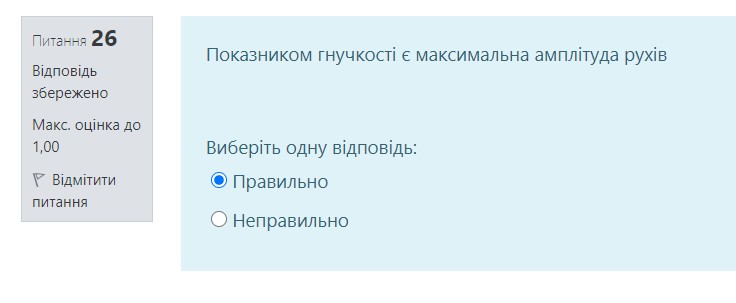 Питання 26
Відповідь
збережено
Макс. оцінка до
1,00
Відмітити
питання
Показником гнучкості є максимальна амплітуда рухів
Виберіть одну відповідь:
Правильно
Неправильно